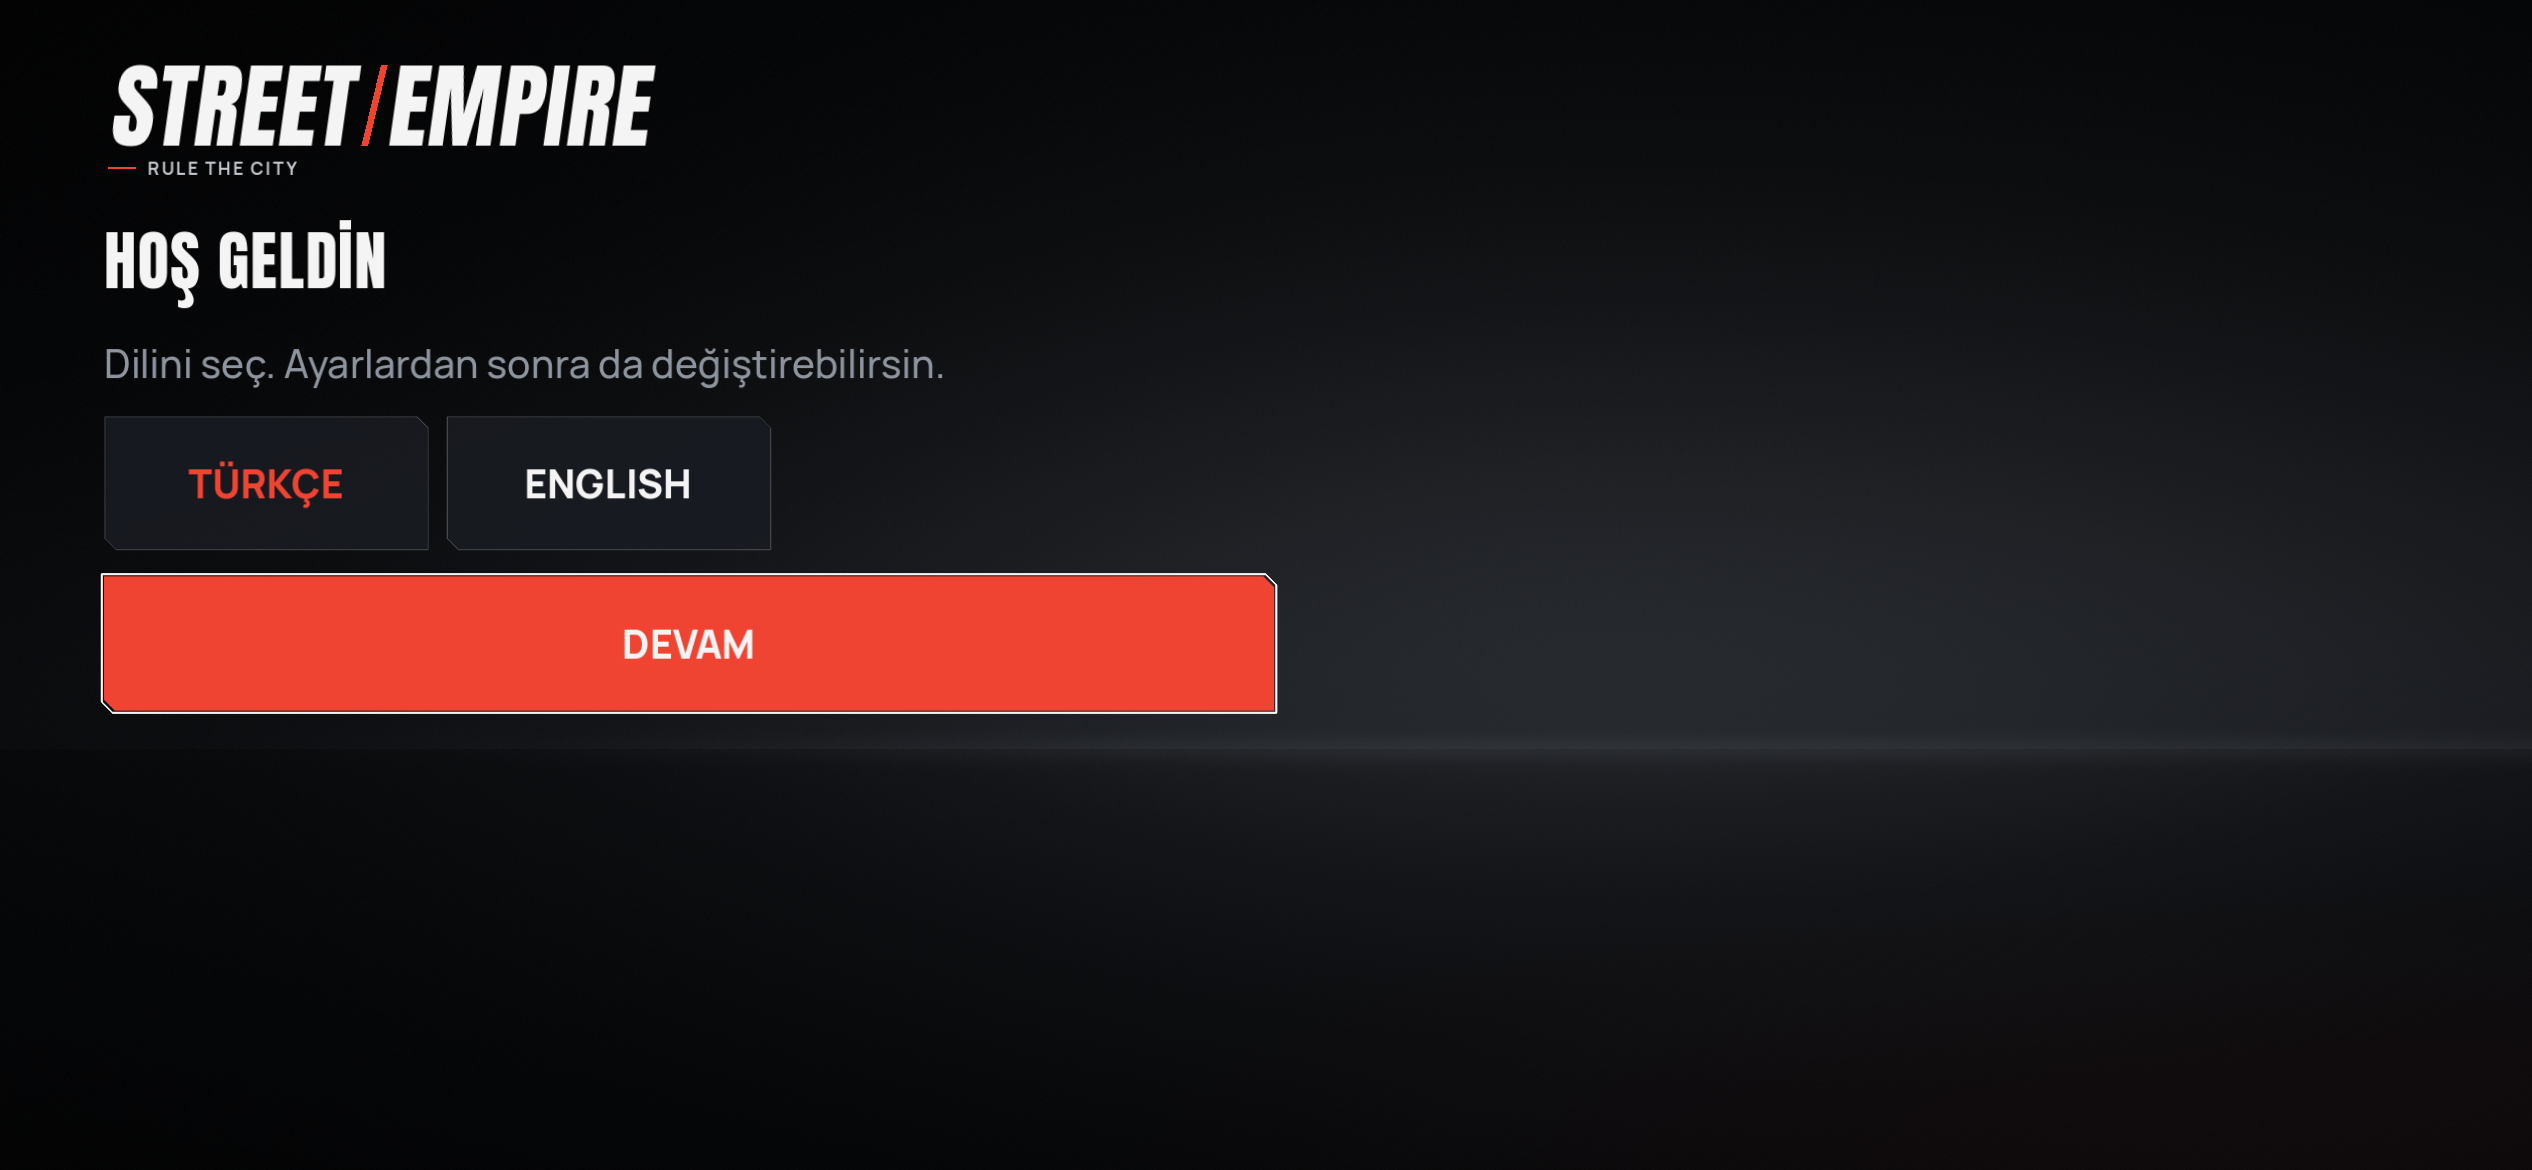 STREET/EMPIRE
RULE THE CITY
HOŞ GELDİN
Dilini seç. Ayarlardan sonra da değiştirebilirsin.
TÜRKÇE
ENGLISH
DEVAM